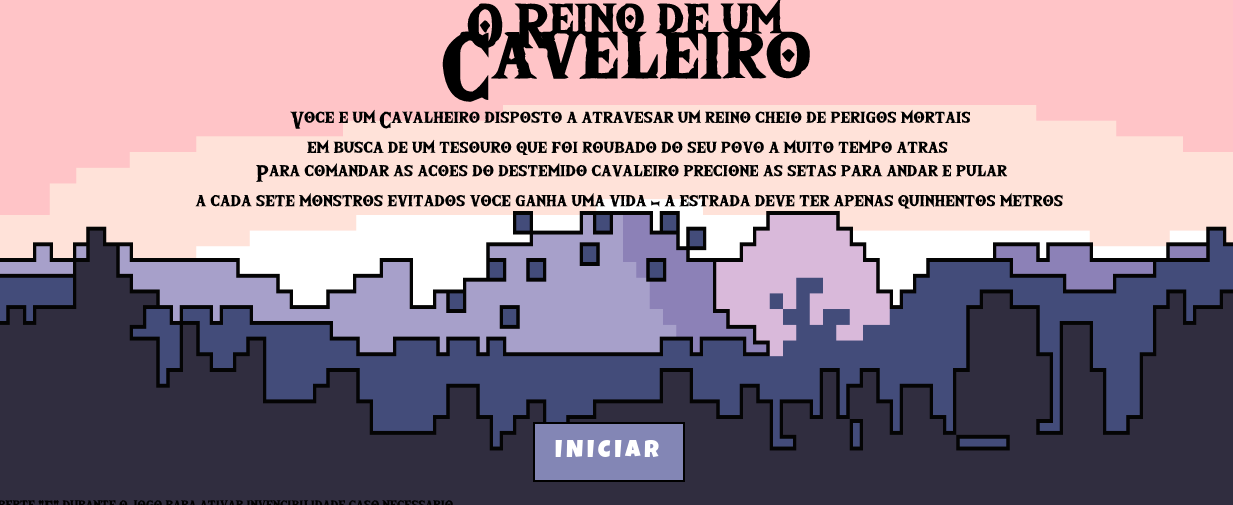 O Reino de um
Caveleiro
Voce e um Cavalheiro disposto a atravesar um reino cheio de perigos mortais
em busca de um tesouro que foi roubado do seu povo a muito tempo atras
Para comandar as acoes do destemido cavaleiro precione as setas para andar e pular
a cada sete monstros evitados voce ganha uma vida - a estrada deve ter apenas quinhentos metros
INICIAR
durante o jogo para ativar invencibilidade caso necessario